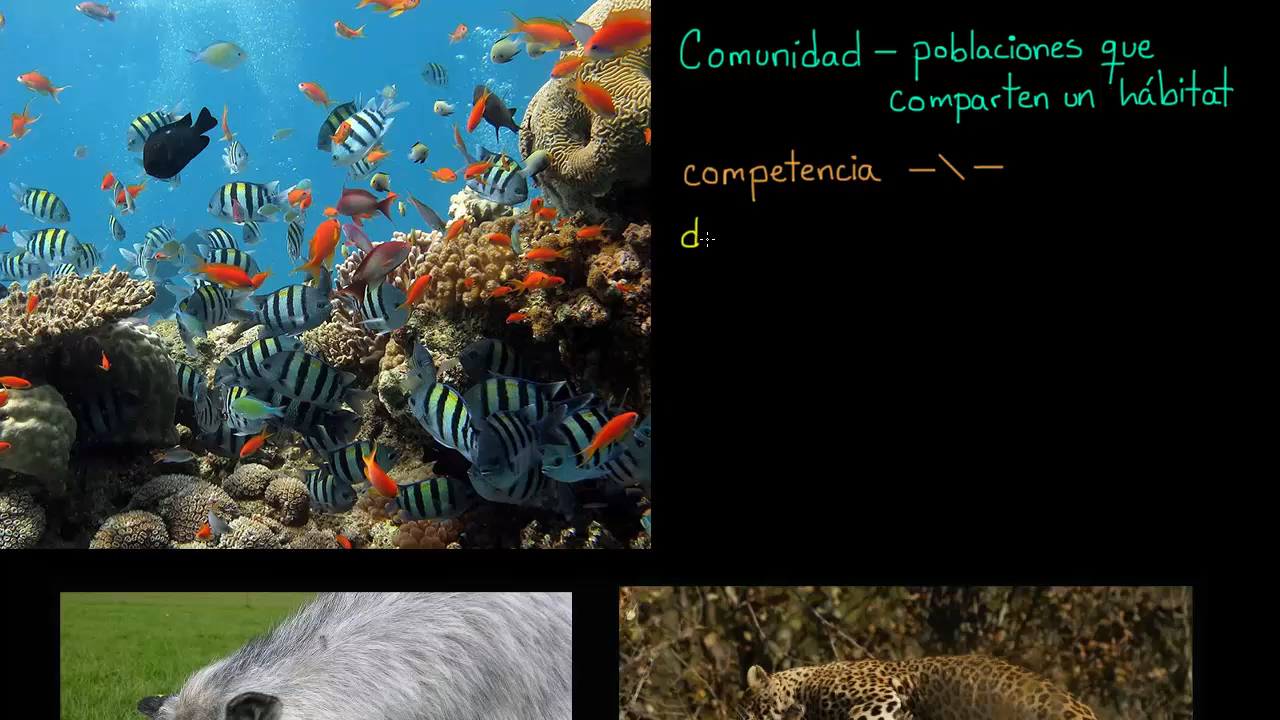 Comunidad – poblaciones que
comparten un hábitat
competencia – \ –
d